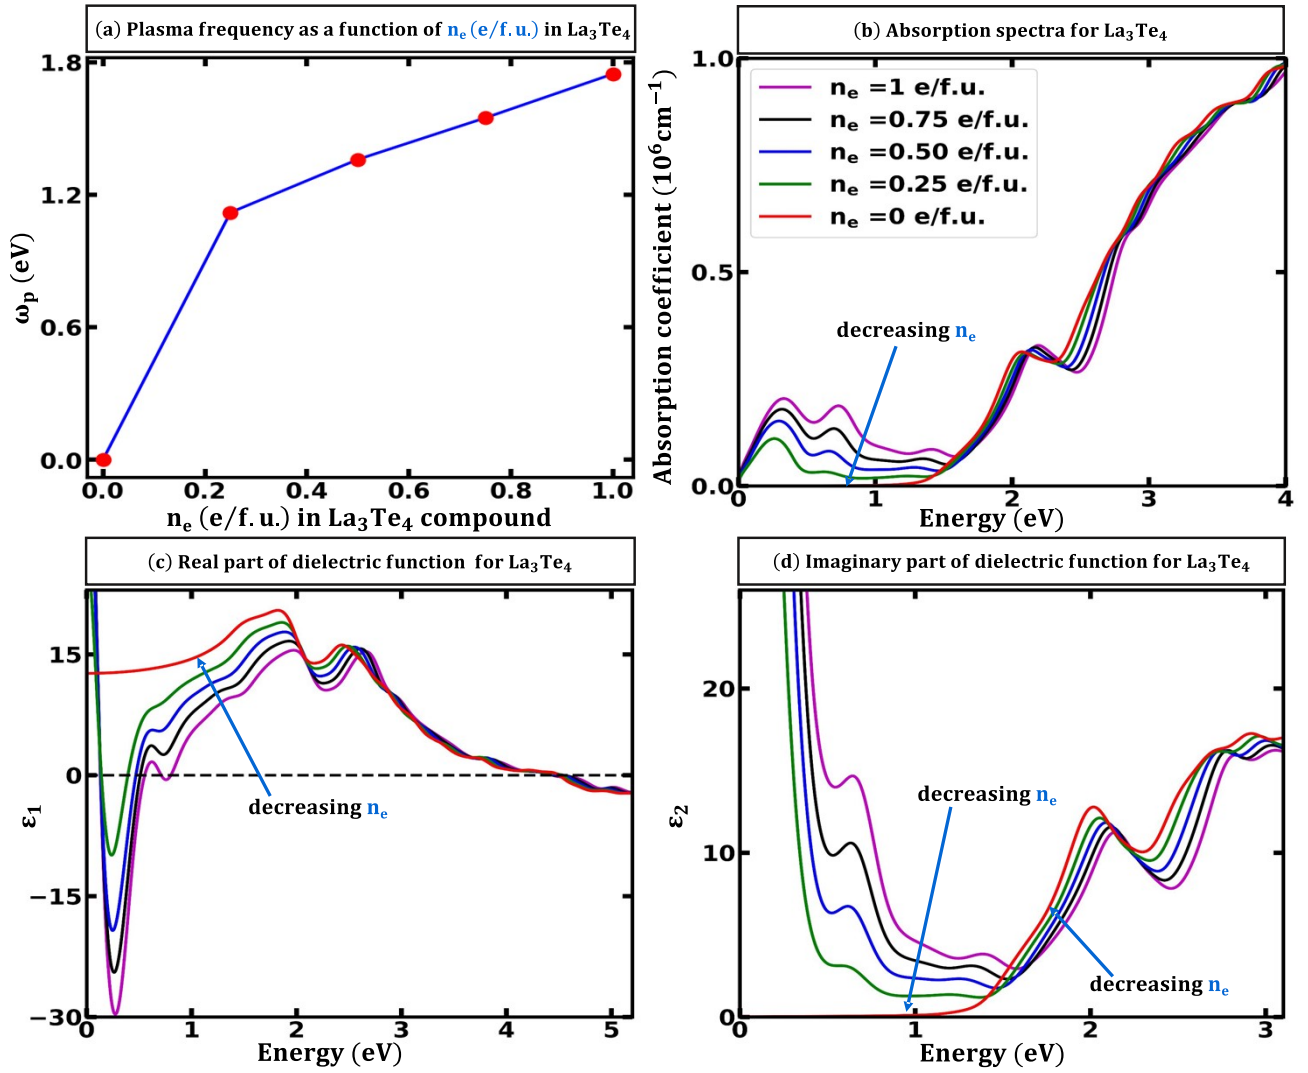 (a) Plasma frequency as a function of nₑ (e/f.u.) in La₃Te₄
1.8
1.2
0.6
0.0
ωₚ (eV)
0.0 0.2 0.4 0.6 0.8 1.0
nₑ (e/f.u.) in La₃Te₄ compound
(b) Absorption spectra for La₃Te₄
1.0
0.5
0.0
Absorption coefficient (10⁶cm⁻¹)
nₑ =1 e/f.u.
nₑ =0.75 e/f.u.
nₑ =0.50 e/f.u.
nₑ =0.25 e/f.u.
nₑ =0 e/f.u.
decreasing nₑ
0 1 2 3 4
Energy (eV)
(c) Real part of dielectric function for La₃Te₄
15
0
−15
−30
ε₁
decreasing nₑ
0 1 2 3 4 5
Energy (eV)
(d) Imaginary part of dielectric function for La₃Te₄
20
10
0
ε₂
decreasing nₑ
decreasing nₑ
0 1 2 3
Energy (eV)